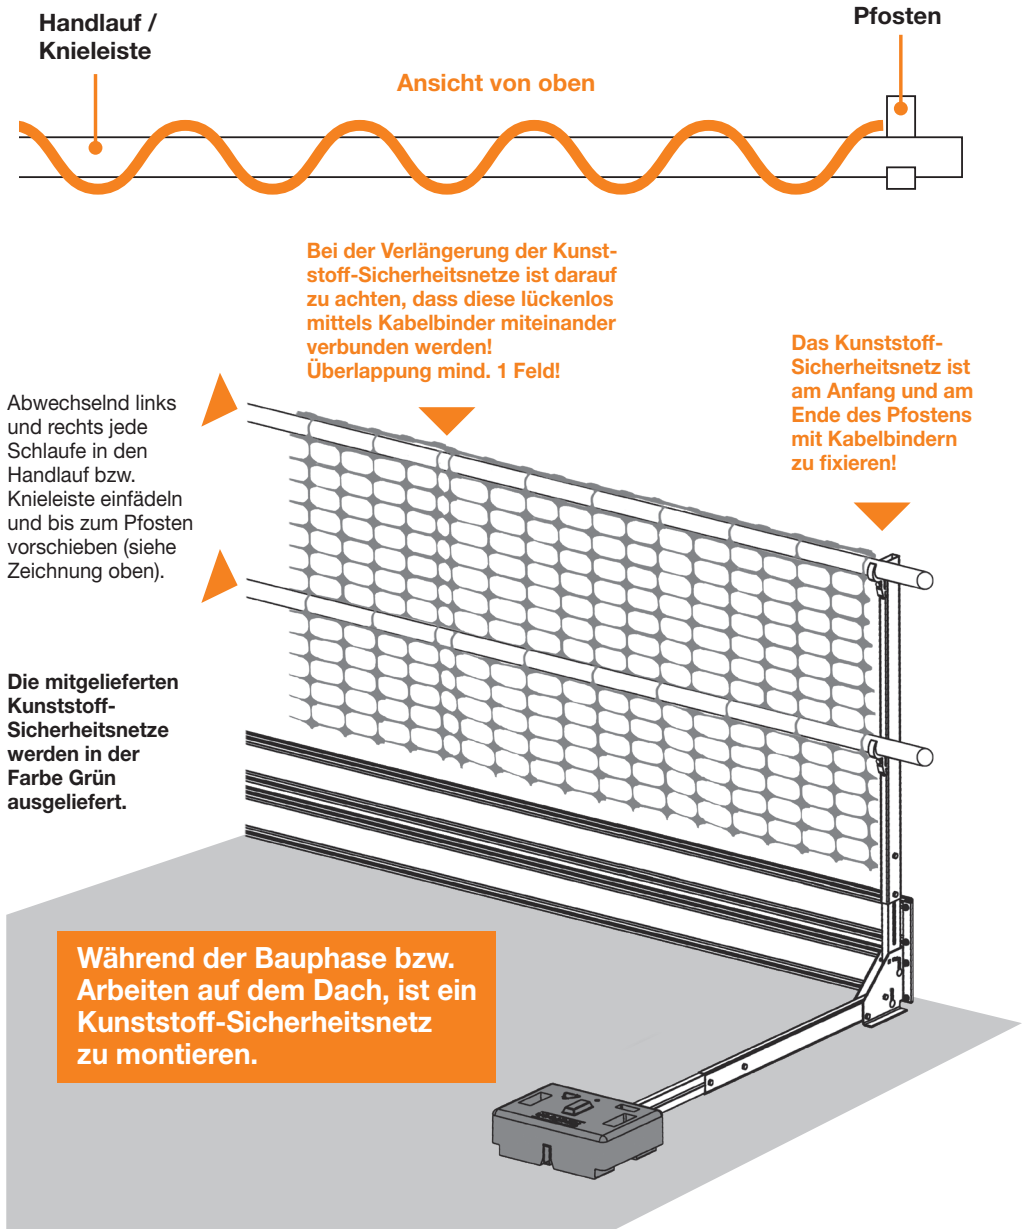 Handlauf /
Knieleiste
Pfosten
Ansicht von oben
Bei der Verlängerung der Kunst-
stoff-Sicherheitsnetze ist darauf
zu achten, dass diese lückenlos
mittels Kabelbinder miteinander
verbunden werden!
Überlappung mind. 1 Feld!
Das Kunststoff-
Sicherheitsnetz ist
am Anfang und am
Ende des Pfostens
mit Kabelbindern
zu fixieren!
Abwechselnd links
und rechts jede
Schlaufe in den
Handlauf bzw.
Knieleiste einfädeln
und bis zum Pfosten
vorschieben (siehe
Zeichnung oben).
Die mitgelieferten
Kunststoff-
Sicherheitsnetze
werden in der
Farbe Grün
ausgeliefert.
Während der Bauphase bzw.
Arbeiten auf dem Dach, ist ein
Kunststoff-Sicherheitsnetz
zu montieren.